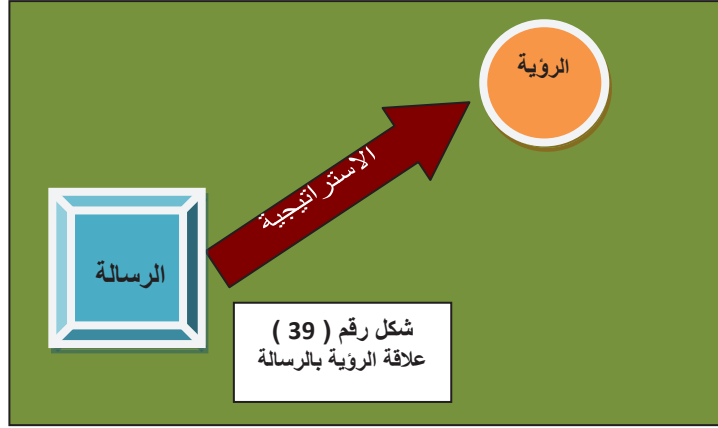 الرؤية
الاستراتيجية
الرسالة
شكل رقم ( 39 )
علاقة الرؤية بالرسالة